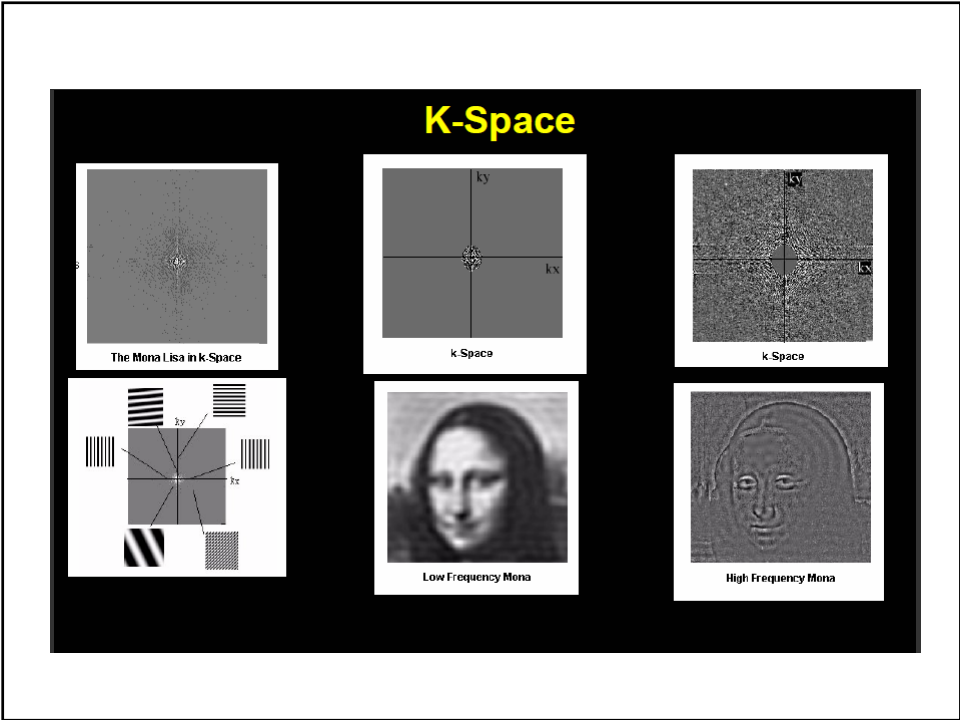 K-Space
s
The Mona Lisa in k-Space
ky
kx
k-Space
ky
kx
k-Space
ky
kx
Low Frequency Mona
High Frequency Mona